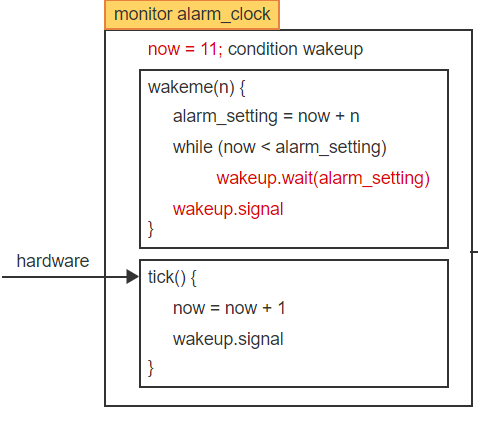 monitor alarm_clock
now = 11; condition wakeup
wakeme(n) {
alarm_setting = now + n
while (now < alarm_setting)
wakeup.wait(alarm_setting)
wakeup.signal
}
hardware
tick() {
now = now + 1
wakeup.signal
}